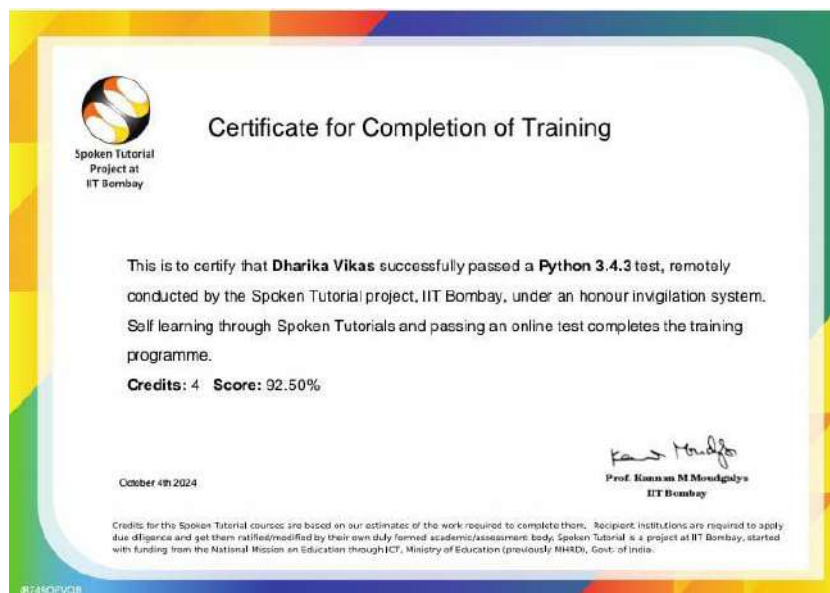 Spoken Tutorial
Project at
IIT Bombay
Certificate for Completion of Training
This is to certify that Dharika Vikas successfully passed a Python 3.4.3 test, remotely
conducted by the Spoken Tutorial project, IIT Bombay, under an honour invigilation system.
Self learning through Spoken Tutorials and passing an online test completes the training
programme.
Credits: 4 Score: 92.50%
October 4th 2024
Prof. Kannan M Moudgalya
IIT Bombay
Credits for the Spoken Tutorial courses are based on our estimates of the work required to complete them. Recipient institutions are required to apply
due diligence and get them ratified/modified by their own duly formed academic/assessment body. Spoken Tutorial is a project at IIT Bombay, started
with funding from the National Mission on Education through ICT, Ministry of Education (previously MHRD), Govt. of India.